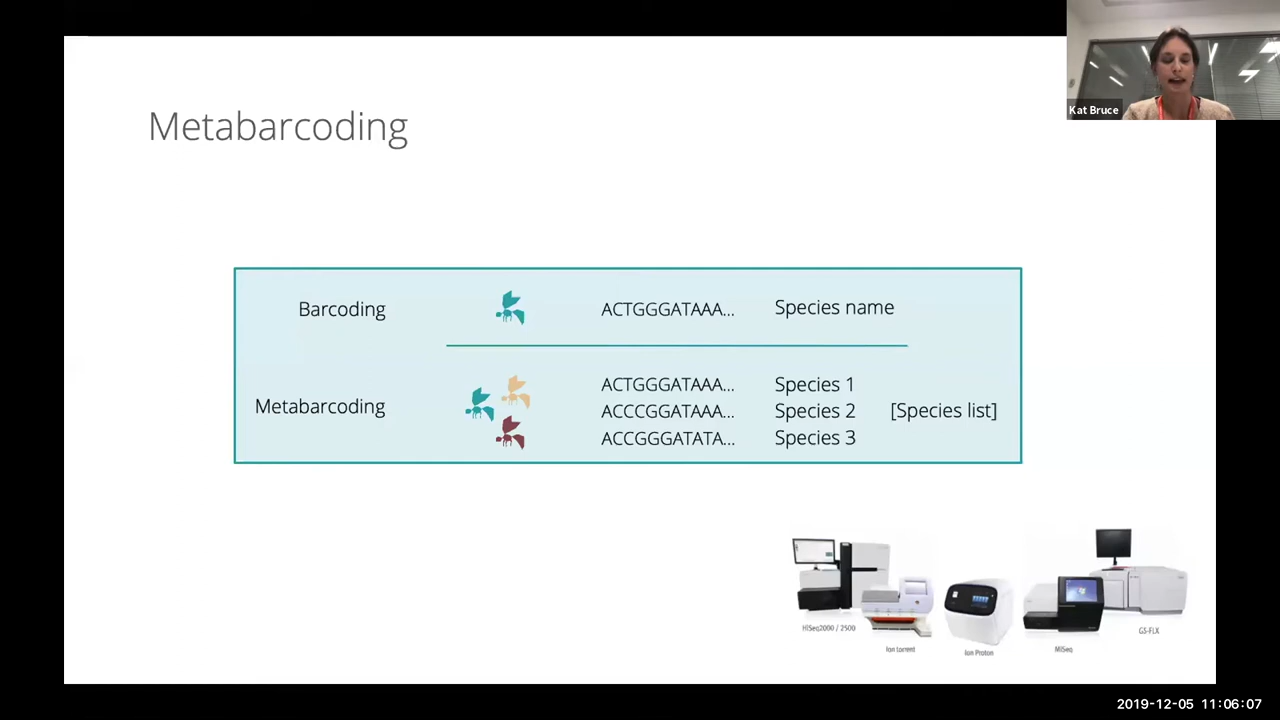 Kat Bruce
Metabarcoding
Barcoding ACTGGGATAAA... Species name
ACTGGGATAAA... Species 1
Metabarcoding ACCCGGATAAA... Species 2 [Species list]
ACCGGGATATA... Species 3
HiSeq2000 / 2500
Ion torrent
Ion Proton
MiSeq
GS-FLX
2019-12-05 11:06:07